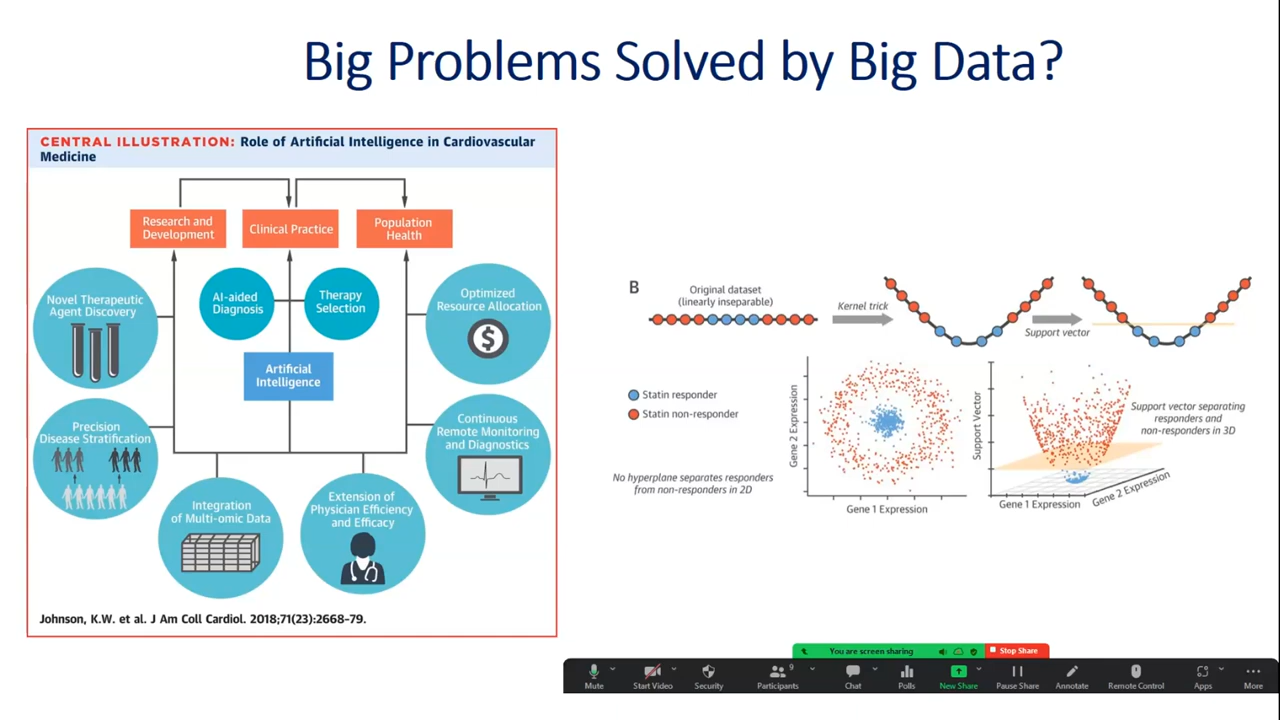 Big Problems Solved by Big Data?
CENTRAL ILLUSTRATION: Role of Artificial Intelligence in Cardiovascular
Medicine
Research and
Development
Clinical Practice
Population
Health
Novel Therapeutic
Agent Discovery
AI-aided
Diagnosis
Therapy
Selection
Optimized
Resource Allocation
$
Artificial
Intelligence
Precision
Disease Stratification
Continuous
Remote Monitoring
and Diagnostics
Integration
of Multi-omic Data
Extension of
Physician Efficiency
and Efficacy
Johnson, K.W. et al. J Am Coll Cardiol. 2018;71(23):2668–79.
B
Original dataset
(linearly inseparable)
Kernel trick
Support vector
Statin responder
Statin non-responder
No hyperplane separates responders
from non-responders in 2D
Gene 2 Expression
Gene 1 Expression
Support Vector
Gene 1 Expression
Gene 2 Expression
Support vector separating
responders and
non-responders in 3D
You are screen sharing
Stop Share
Mute
Start Video
Security
Participants
9
Chat
Polls
New Share
Pause Share
Annotate
Remote Control
Apps
More